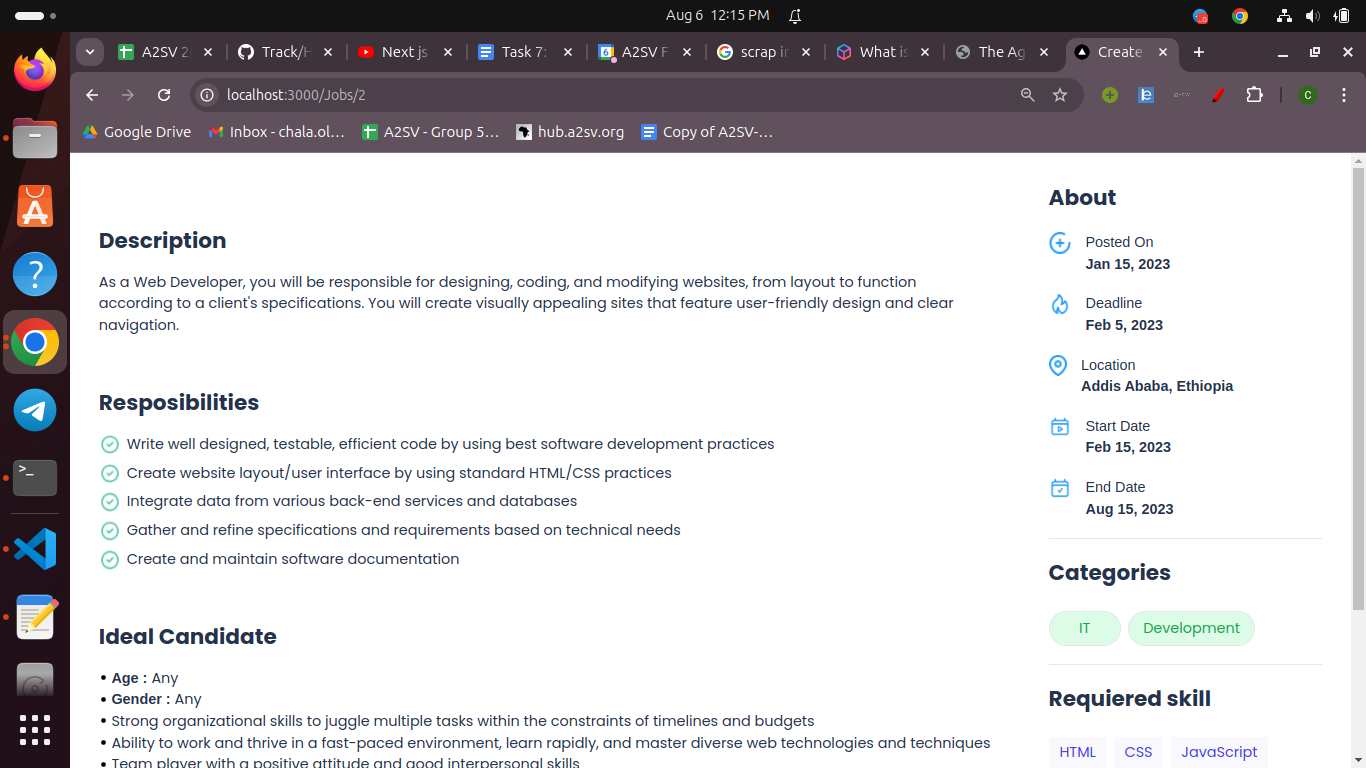 Aug 6 12:15 PM
A2SV 2
Track/H
Next js
Task 7:
A2SV F
scrap in
What is
The Ag
Create
localhost:3000/Jobs/2
Google Drive
Inbox - chala.ol...
A2SV - Group 5...
hub.a2sv.org
Copy of A2SV-...
Description
As a Web Developer, you will be responsible for designing, coding, and modifying websites, from layout to function
according to a client's specifications. You will create visually appealing sites that feature user-friendly design and clear
navigation.
Resposibilities
Write well designed, testable, efficient code by using best software development practices
Create website layout/user interface by using standard HTML/CSS practices
Integrate data from various back-end services and databases
Gather and refine specifications and requirements based on technical needs
Create and maintain software documentation
Ideal Candidate
• Age : Any
• Gender : Any
• Strong organizational skills to juggle multiple tasks within the constraints of timelines and budgets
• Ability to work and thrive in a fast-paced environment, learn rapidly, and master diverse web technologies and techniques
• Team player with a positive attitude and good interpersonal skills
About
Posted On
Jan 15, 2023
Deadline
Feb 5, 2023
Location
Addis Ababa, Ethiopia
Start Date
Feb 15, 2023
End Date
Aug 15, 2023
Categories
IT
Development
Requiered skill
HTML
CSS
JavaScript